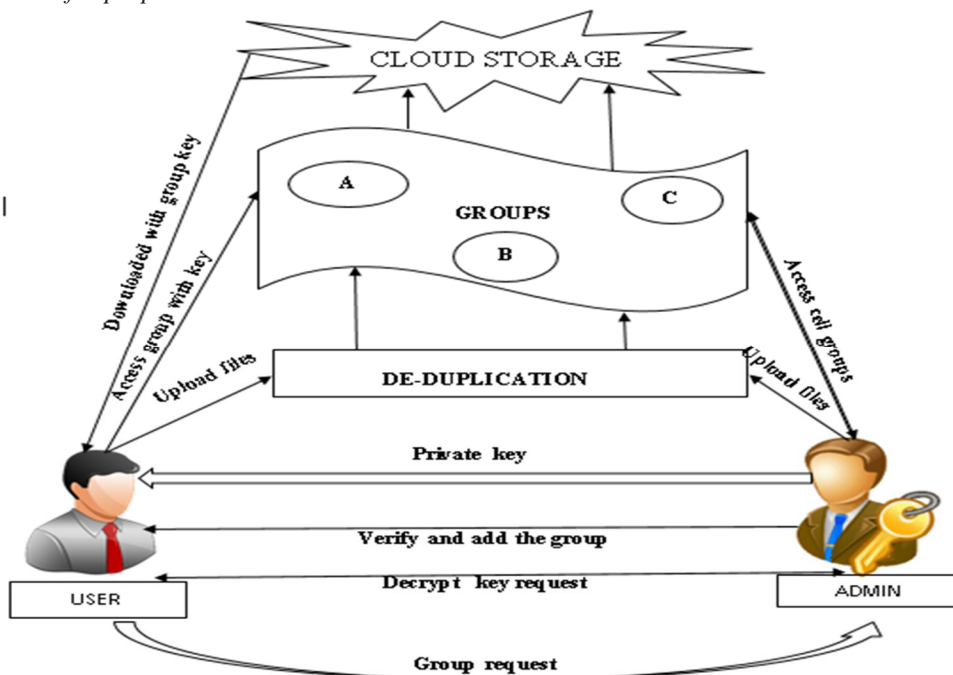 CLOUD STORAGE
A
C
GROUPS
B
Downloaded with group key
Access group with key
Upload files
DE-DUPLICATION
Upload files
Access cell groups
Private key
Verify and add the group
Decrypt key request
USER
ADMIN
Group request